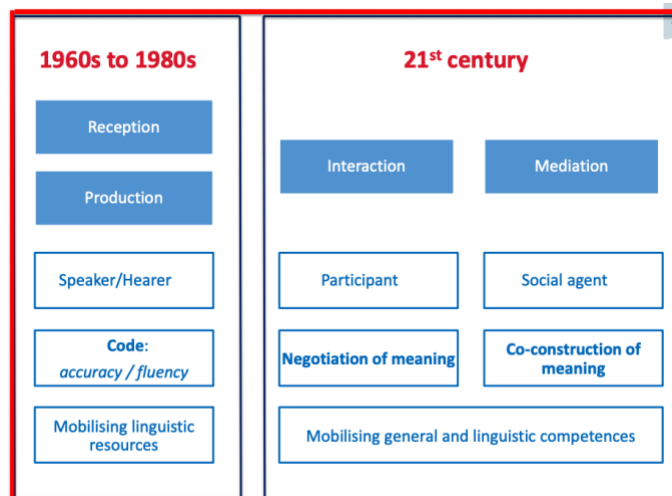 1960s to 1980s
Reception
Production
Speaker/Hearer
Code:
accuracy / fluency
Mobilising linguistic
resources
21st century
Interaction
Mediation
Participant
Social agent
Negotiation of meaning
Co-construction of
meaning
Mobilising general and linguistic competences